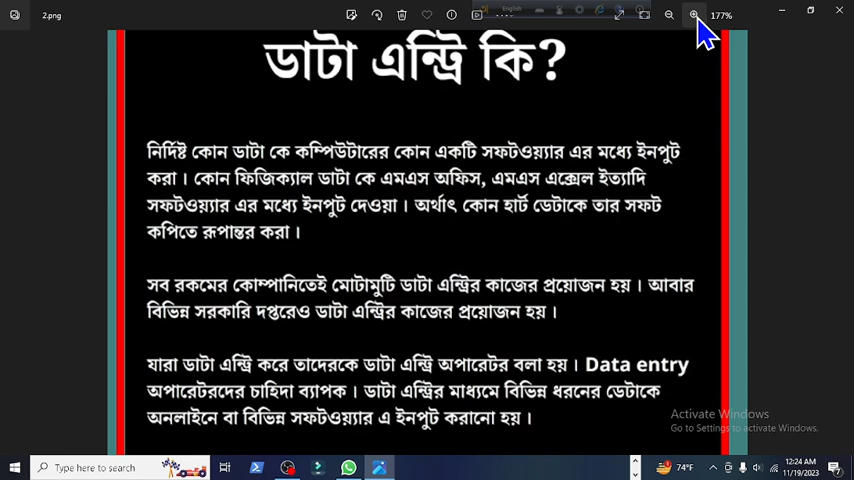 2.png
English
177%
ডাটা এন্ট্রি কি?
নির্দিষ্ট কোন ডাটা কে কম্পিউটারের কোন একটি সফটওয়্যার এর মধ্যে ইনপুট
করা । কোন ফিজিক্যাল ডাটা কে এমএস অফিস, এমএস এক্সেল ইত্যাদি
সফটওয়্যার এর মধ্যে ইনপুট দেওয়া । অর্থাৎ কোন হার্ট ডেটাকে তার সফট
কপিতে রূপান্তর করা ।
সব রকমের কোম্পানিতেই মোটামুটি ডাটা এন্ট্রির কাজের প্রয়োজন হয় । আবার
বিভিন্ন সরকারি দপ্তরেও ডাটা এন্ট্রির কাজের প্রয়োজন হয় ।
যারা ডাটা এন্ট্রি করে তাদেরকে ডাটা এন্ট্রি অপারেটর বলা হয় । Data entry
অপারেটরদের চাহিদা ব্যাপক । ডাটা এন্ট্রির মাধ্যমে বিভিন্ন ধরনের ডেটাকে
অনলাইনে বা বিভিন্ন সফটওয়্যার এ ইনপুট করানো হয় ।
Activate Windows
Go to Settings to activate Windows.
Type here to search
74°F
12:24 AM
11/19/2023
7